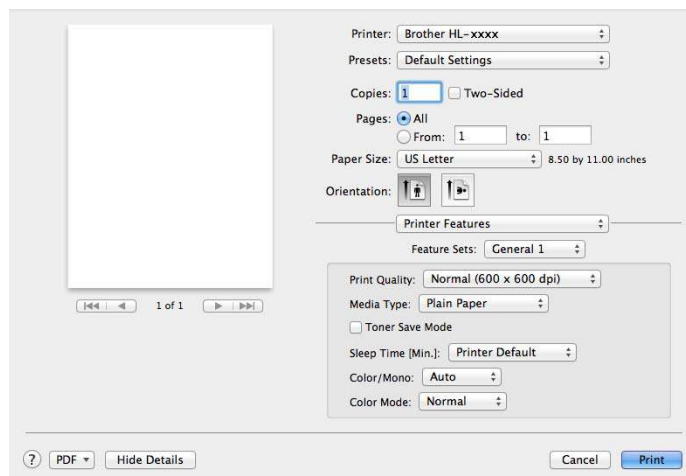 Printer: Brother HL-xxxx
Presets: Default Settings
Copies: 1 Two-Sided
Pages: All
From: 1 to: 1
Paper Size: US Letter 8.50 by 11.00 inches
Orientation:
Printer Features
Feature Sets: General 1
Print Quality: Normal (600 x 600 dpi)
Media Type: Plain Paper
Toner Save Mode
Sleep Time [Min.]: Printer Default
Color/Mono: Auto
Color Mode: Normal
1 of 1
? PDF Hide Details Cancel Print